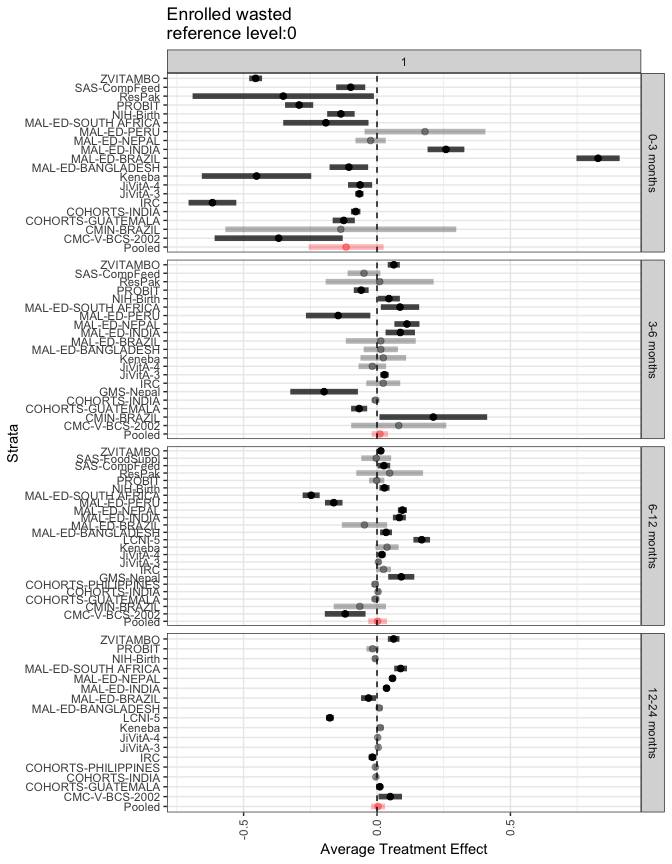 Enrolled wasted
reference level:0
1
ZVITAMBO
SAS-CompFeed
ResPak
PROBIT
NIH-Birth
MAL-ED-SOUTH AFRICA
MAL-ED-PERU
MAL-ED-NEPAL
MAL-ED-INDIA
MAL-ED-BRAZIL
MAL-ED-BANGLADESH
Keneba
JiVitA-4
JiVitA-3
IRC
COHORTS-INDIA
COHORTS-GUATEMALA
CMIN-BRAZIL
CMC-V-BCS-2002
Pooled
0-3 months
ZVITAMBO
SAS-CompFeed
ResPak
PROBIT
NIH-Birth
MAL-ED-SOUTH AFRICA
MAL-ED-PERU
MAL-ED-NEPAL
MAL-ED-INDIA
MAL-ED-BRAZIL
MAL-ED-BANGLADESH
Keneba
JiVitA-4
JiVitA-3
IRC
GMS-Nepal
COHORTS-INDIA
COHORTS-GUATEMALA
CMIN-BRAZIL
CMC-V-BCS-2002
Pooled
3-6 months
ZVITAMBO
SAS-FoodSuppl
SAS-CompFeed
ResPak
PROBIT
NIH-Birth
MAL-ED-SOUTH AFRICA
MAL-ED-PERU
MAL-ED-NEPAL
MAL-ED-INDIA
MAL-ED-BRAZIL
MAL-ED-BANGLADESH
LCNI-5
Keneba
JiVitA-4
JiVitA-3
IRC
GMS-Nepal
COHORTS-PHILIPPINES
COHORTS-INDIA
COHORTS-GUATEMALA
CMIN-BRAZIL
CMC-V-BCS-2002
Pooled
6-12 months
ZVITAMBO
PROBIT
NIH-Birth
MAL-ED-SOUTH AFRICA
MAL-ED-NEPAL
MAL-ED-INDIA
MAL-ED-BRAZIL
MAL-ED-BANGLADESH
LCNI-5
Keneba
JiVitA-4
JiVitA-3
IRC
COHORTS-PHILIPPINES
COHORTS-INDIA
COHORTS-GUATEMALA
CMC-V-BCS-2002
Pooled
12-24 months
Strata
-0.5
0.0
0.5
Average Treatment Effect